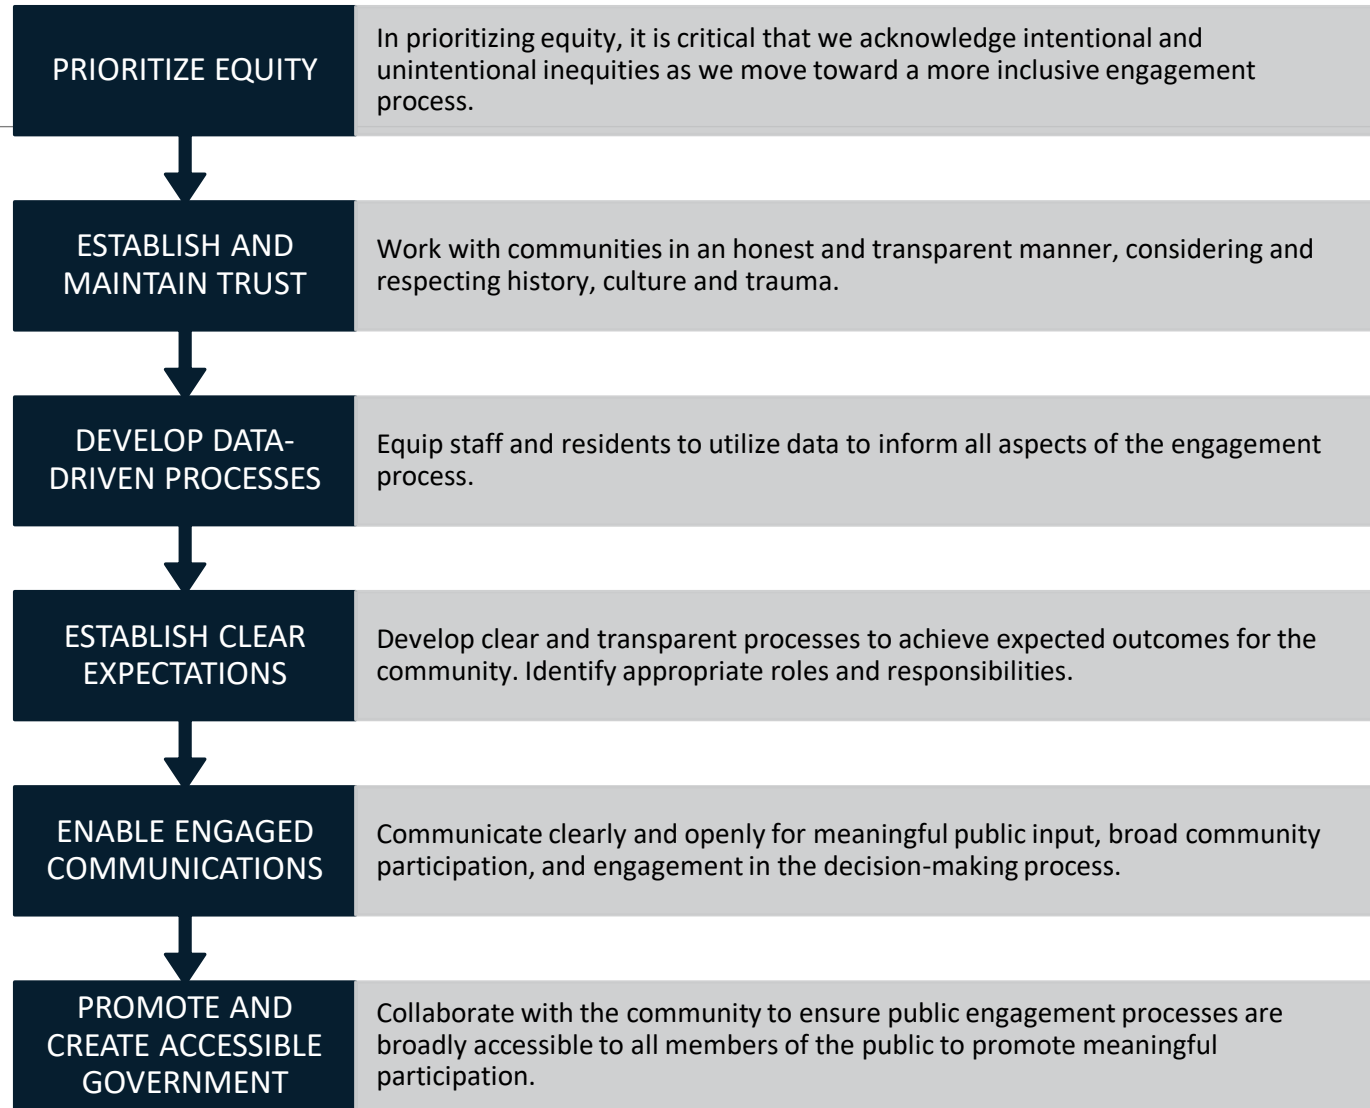 PRIORITIZE EQUITY
In prioritizing equity, it is critical that we acknowledge intentional and
unintentional inequities as we move toward a more inclusive engagement
process.
ESTABLISH AND
MAINTAIN TRUST
Work with communities in an honest and transparent manner, considering and
respecting history, culture and trauma.
DEVELOP DATA-
DRIVEN PROCESSES
Equip staff and residents to utilize data to inform all aspects of the engagement
process.
ESTABLISH CLEAR
EXPECTATIONS
Develop clear and transparent processes to achieve expected outcomes for the
community. Identify appropriate roles and responsibilities.
ENABLE ENGAGED
COMMUNICATIONS
Communicate clearly and openly for meaningful public input, broad community
participation, and engagement in the decision-making process.
PROMOTE AND
CREATE ACCESSIBLE
GOVERNMENT
Collaborate with the community to ensure public engagement processes are
broadly accessible to all members of the public to promote meaningful
participation.